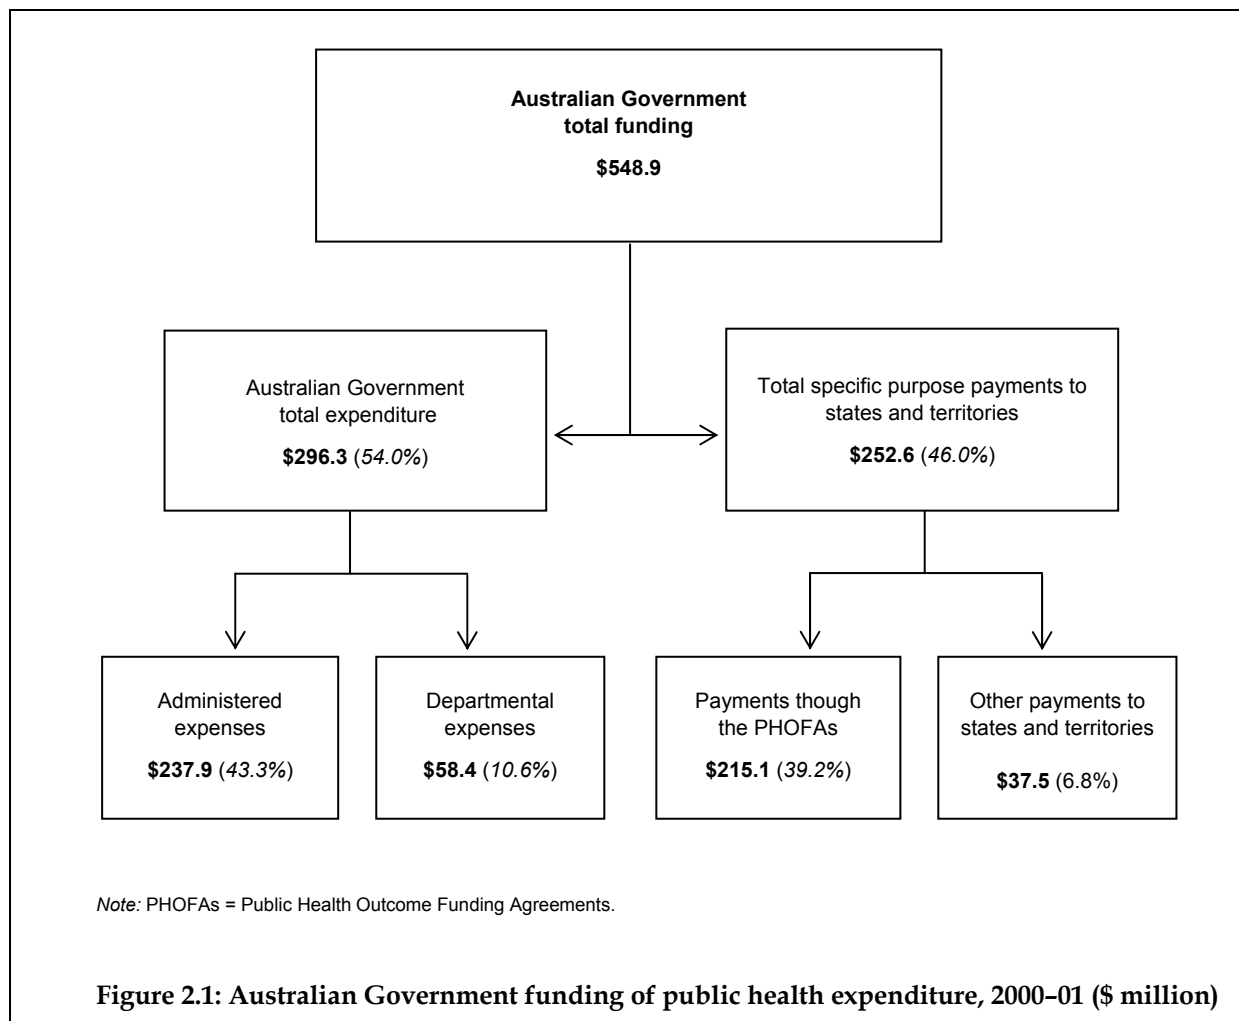 Australian Government
total funding
$548.9
Australian Government
total expenditure
$296.3 (54.0%)
Total specific purpose payments to
states and territories
$252.6 (46.0%)
Administered
expenses
$237.9 (43.3%)
Departmental
expenses
$58.4 (10.6%)
Payments though
the PHOFAs
$215.1 (39.2%)
Other payments to
states and territories
$37.5 (6.8%)
Note: PHOFAs = Public Health Outcome Funding Agreements.
Figure 2.1: Australian Government funding of public health expenditure, 2000–01 ($ million)